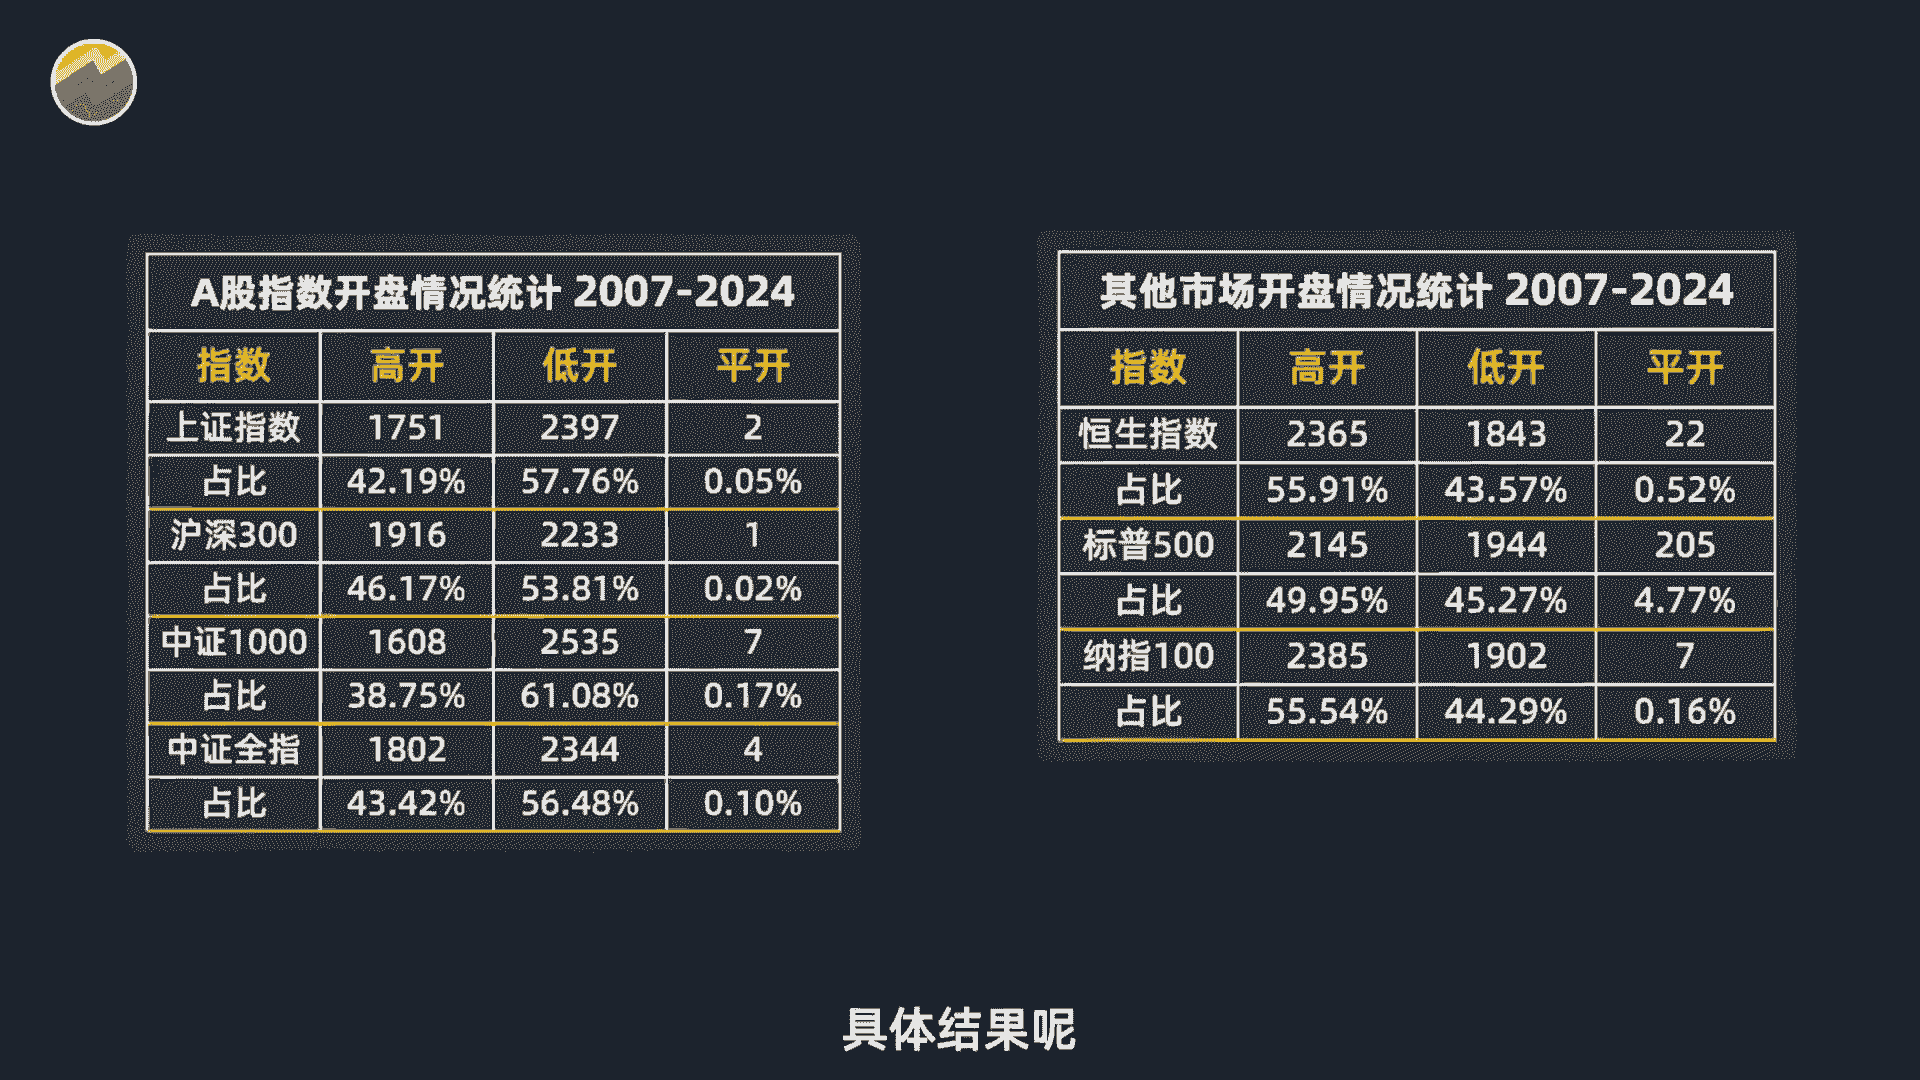 A股指数开盘情况统计 2007-2024
指数 高开 低开 平开
上证指数 1751 2397 2
占比 42.19% 57.76% 0.05%
沪深300 1916 2233 1
占比 46.17% 53.81% 0.02%
中证1000 1608 2535 7
占比 38.75% 61.08% 0.17%
中证全指 1802 2344 4
占比 43.42% 56.48% 0.10%
其他市场开盘情况统计 2007-2024
指数 高开 低开 平开
恒生指数 2365 1843 22
占比 55.91% 43.57% 0.52%
标普500 2145 1944 205
占比 49.95% 45.27% 4.77%
纳指100 2385 1902 7
占比 55.54% 44.29% 0.16%
具体结果呢